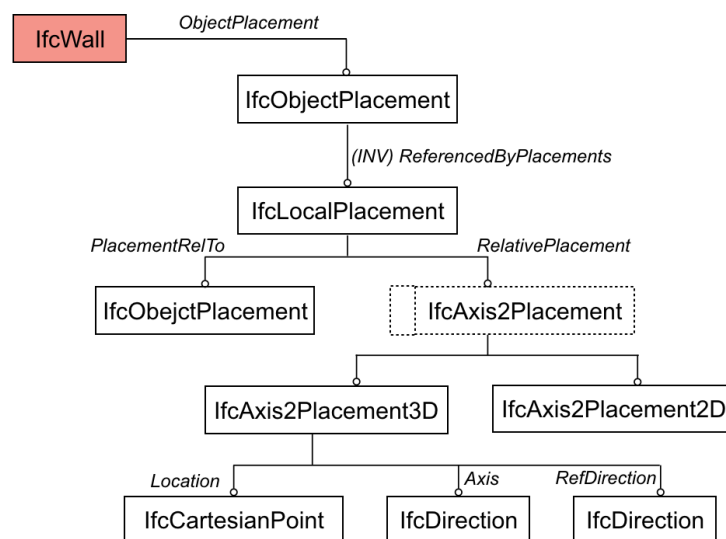 ObjectPlacement
IfcWall
IfcObjectPlacement
(INV) ReferencedByPlacements
IfcLocalPlacement
PlacementRelTo
RelativePlacement
IfcObejctPlacement
IfcAxis2Placement
IfcAxis2Placement3D
IfcAxis2Placement2D
Location
Axis
RefDirection
IfcCartesianPoint
IfcDirection
IfcDirection